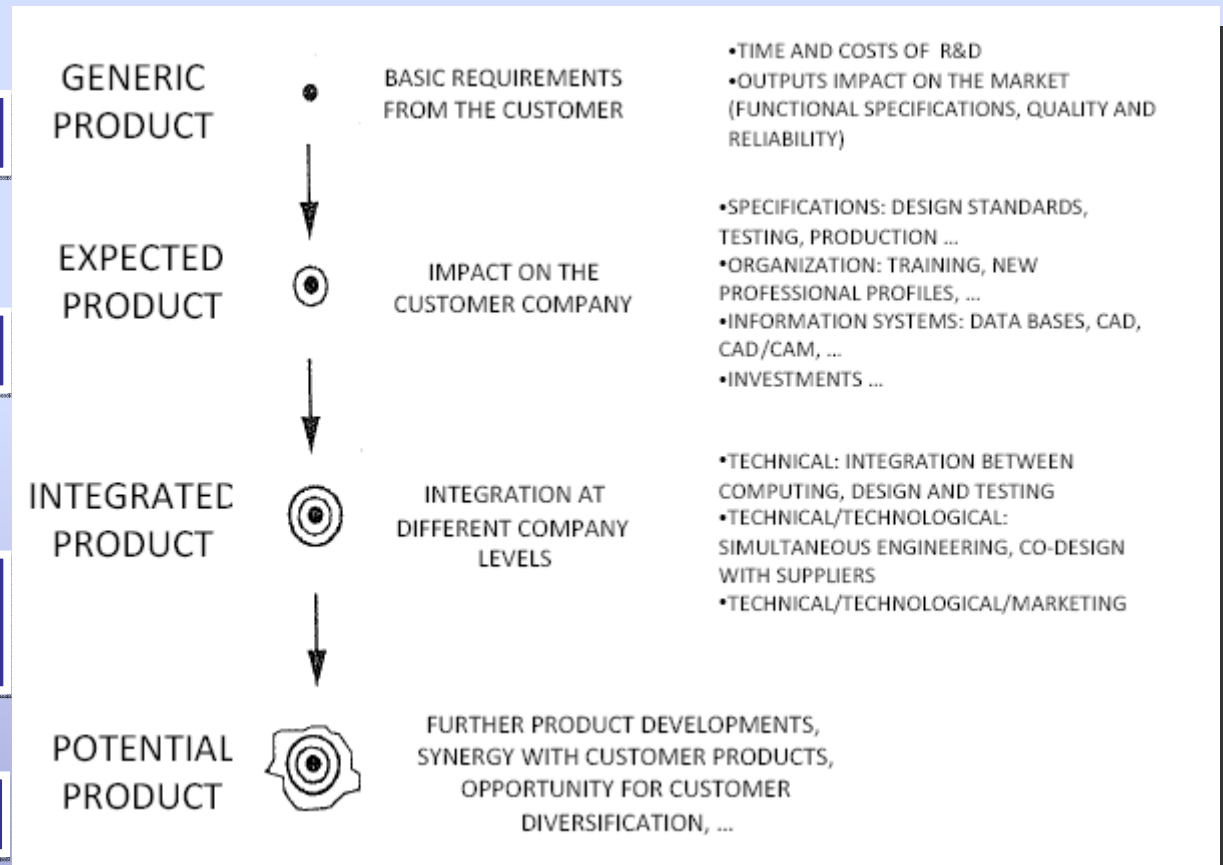 GENERIC
PRODUCT
BASIC REQUIREMENTS
FROM THE CUSTOMER
•TIME AND COSTS OF R&D
•OUTPUTS IMPACT ON THE MARKET
(FUNCTIONAL SPECIFICATIONS, QUALITY AND
RELIABILITY)
EXPECTED
PRODUCT
IMPACT ON THE
CUSTOMER COMPANY
•SPECIFICATIONS: DESIGN STANDARDS,
TESTING, PRODUCTION ...
•ORGANIZATION: TRAINING, NEW
PROFESSIONAL PROFILES, ...
•INFORMATION SYSTEMS: DATA BASES, CAD,
CAD/CAM, ...
•INVESTMENTS ...
INTEGRATED
PRODUCT
INTEGRATION AT
DIFFERENT COMPANY
LEVELS
•TECHNICAL: INTEGRATION BETWEEN
COMPUTING, DESIGN AND TESTING
•TECHNICAL/TECHNOLOGICAL:
SIMULTANEOUS ENGINEERING, CO-DESIGN
WITH SUPPLIERS
•TECHNICAL/TECHNOLOGICAL/MARKETING
POTENTIAL
PRODUCT
FURTHER PRODUCT DEVELOPMENTS,
SYNERGY WITH CUSTOMER PRODUCTS,
OPPORTUNITY FOR CUSTOMER
DIVERSIFICATION, ...